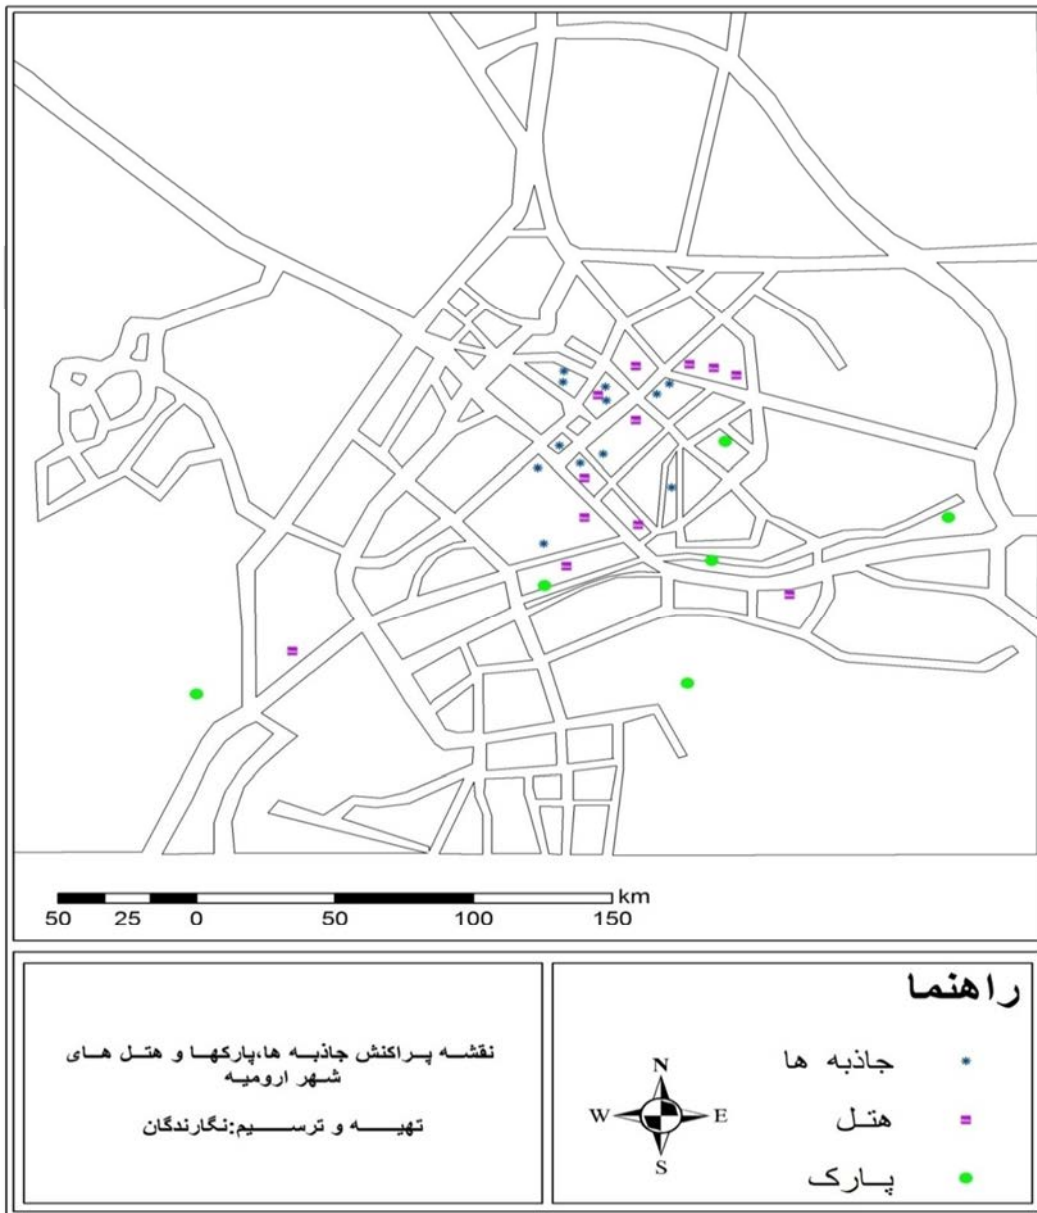 km
50 25 0 50 100 150
راهنما
جاذبه ها
هتل
پارک
N
W E
S
نقشه پراکنش جاذبه ها،پارکها و هتل های
شهر ارومیه
تهیه و ترسیم:نگارندگان